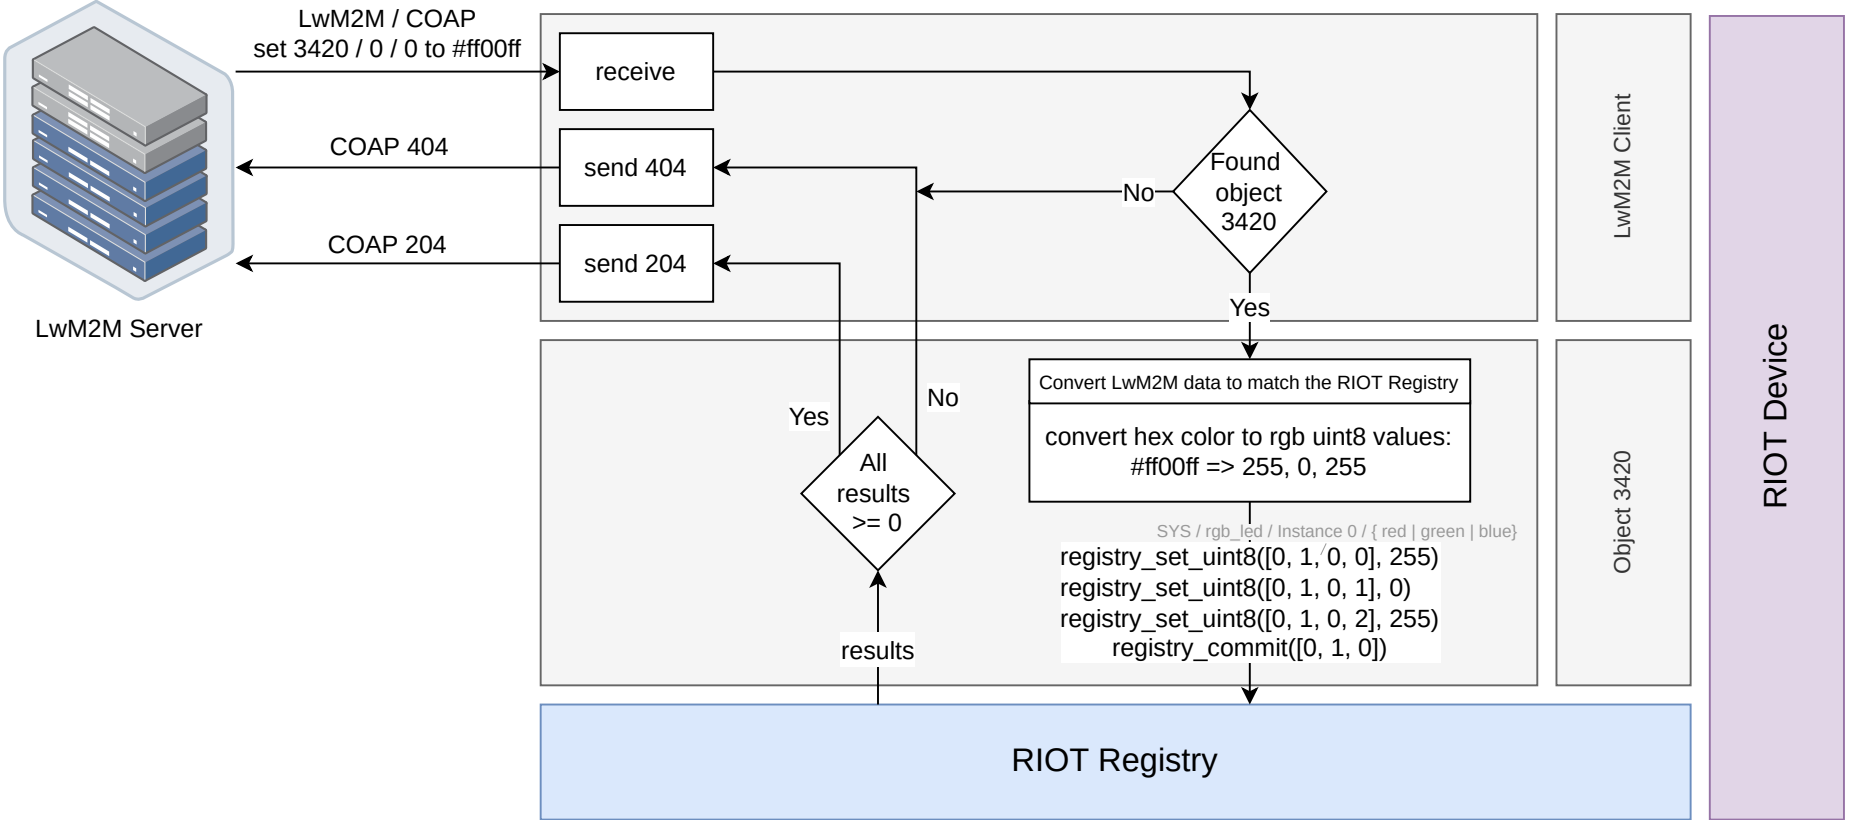 LwM2M / COAP
set 3420 / 0 / 0 to #ff00ff
receive
COAP 404
send 404
COAP 204
send 204
LwM2M Server
Found
object
3420
No
Yes
LwM2M Client
Convert LwM2M data to match the RIOT Registry
convert hex color to rgb uint8 values:
#ff00ff => 255, 0, 255
SYS / rgb_led / Instance 0 / { red | green | blue}
/
registry_set_uint8([0, 1, 0, 0], 255)
registry_set_uint8([0, 1, 0, 1], 0)
registry_set_uint8([0, 1, 0, 2], 255)
registry_commit([0, 1, 0])
Yes
No
All
results
>= 0
results
Object 3420
RIOT Registry
RIOT Device